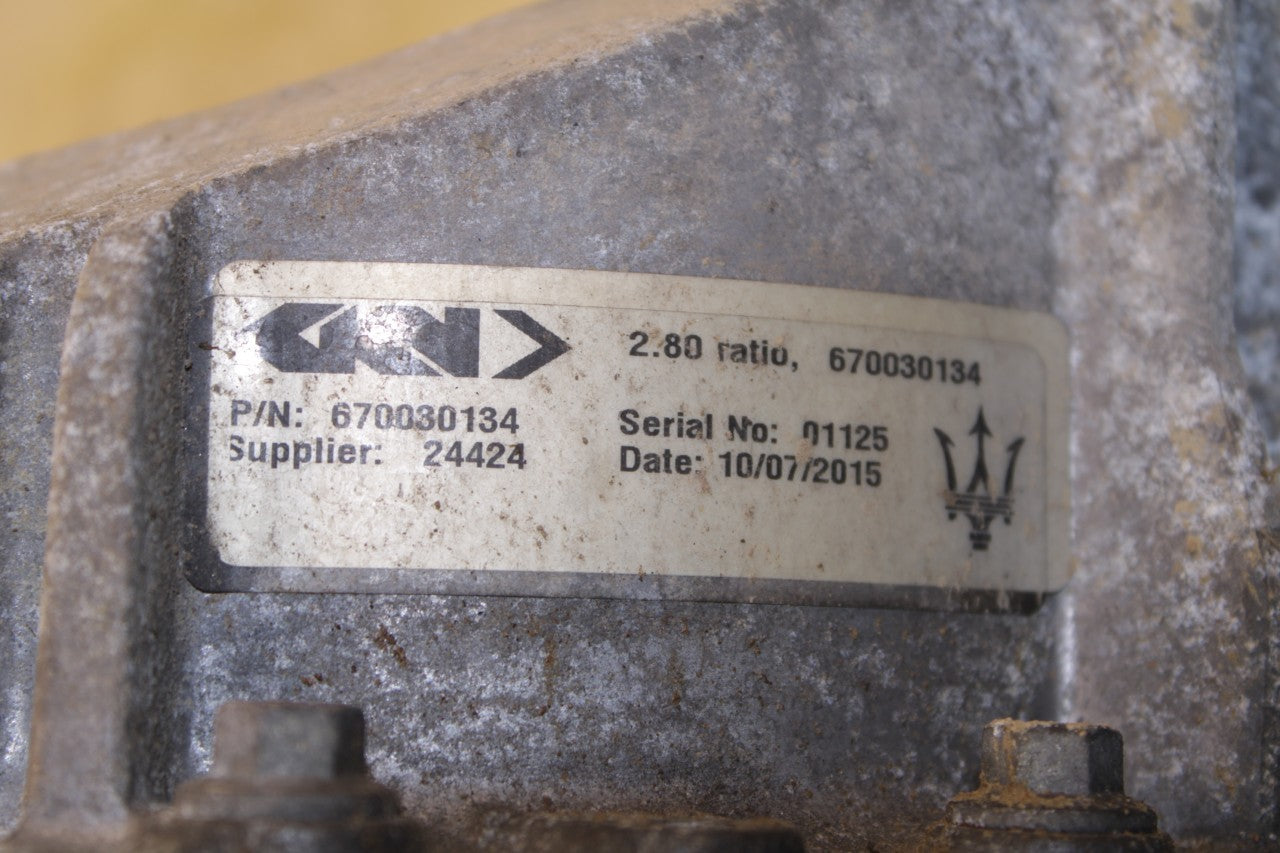 GKN
2.80 ratio, 670030134
P/N: 670030134
Supplier: 24424
Serial No: 01125
Date: 10/07/2015